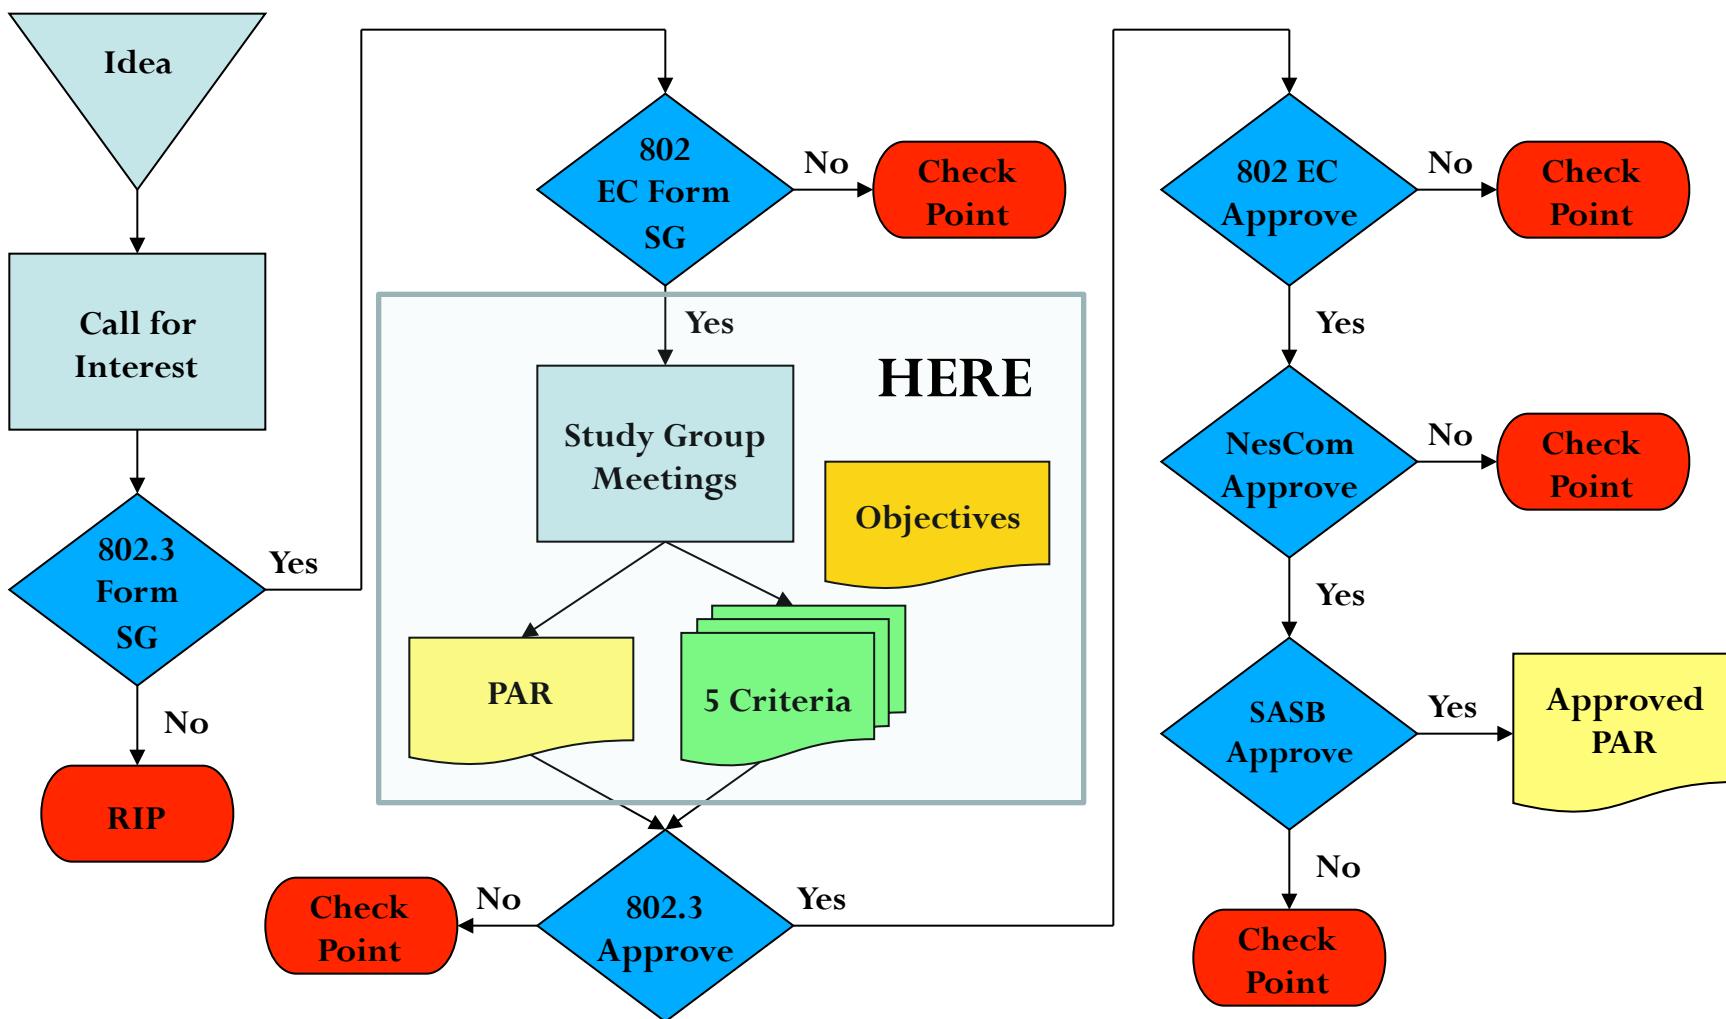 Idea
Call for
Interest
802.3
Form
SG
Yes
No
RIP
802
EC Form
SG
No
Check
Point
Yes
HERE
Study Group
Meetings
Objectives
PAR
5 Criteria
802.3
Approve
No
Check
Point
Yes
802 EC
Approve
No
Check
Point
Yes
NesCom
Approve
No
Check
Point
Yes
SASB
Approve
Yes
Approved
PAR
No
Check
Point